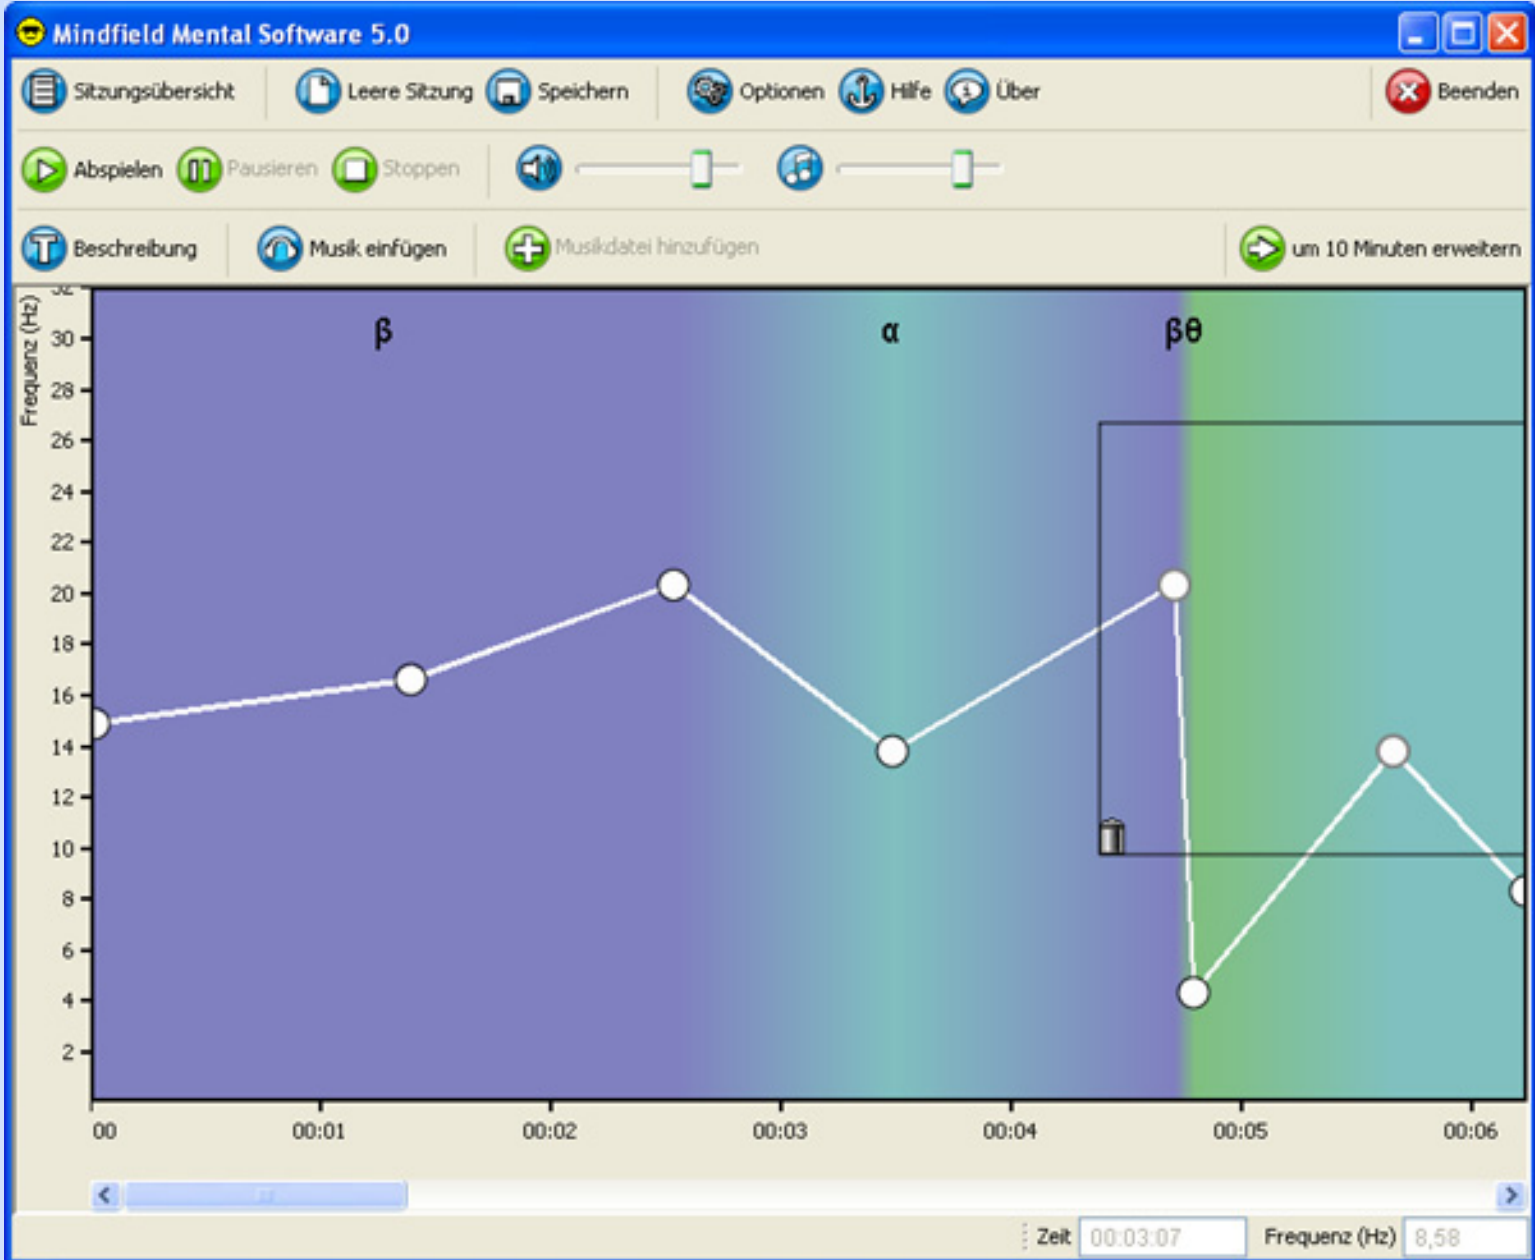 Mindfield Mental Software 5.0
Sitzungsübersicht Leere Sitzung Speichern Optionen Hilfe Über Beenden
Abspielen Pausieren Stoppen
Beschreibung Musik einfügen Musikdatei hinzufügen um 10 Minuten erweitern
Frequenz (Hz)
32
β α βθ
30
28
26
24
22
20
18
16
14
12
10
8
6
4
2
00 00:01 00:02 00:03 00:04 00:05 00:06
Zeit 00:03:07 Frequenz (Hz) 8,58